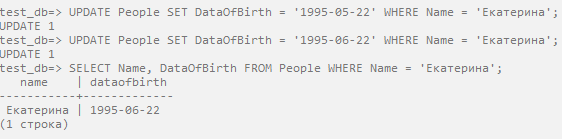 test_db=> UPDATE People SET DataOfBirth = '1995-05-22' WHERE Name = 'Екатерина';
UPDATE 1
test_db=> UPDATE People SET DataOfBirth = '1995-06-22' WHERE Name = 'Екатерина';
UPDATE 1
test_db=> SELECT Name, DataOfBirth FROM People WHERE Name = 'Екатерина';
name | dataofbirth
-----------+-------------
Екатерина | 1995-06-22
(1 строка)